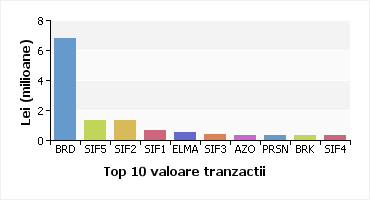 Lei (milioane)
8
6
4
2
0
BRD SIF5 SIF2 SIF1 ELMA SIF3 AZO PRSN BRK SIF4
Top 10 valoare tranzactii